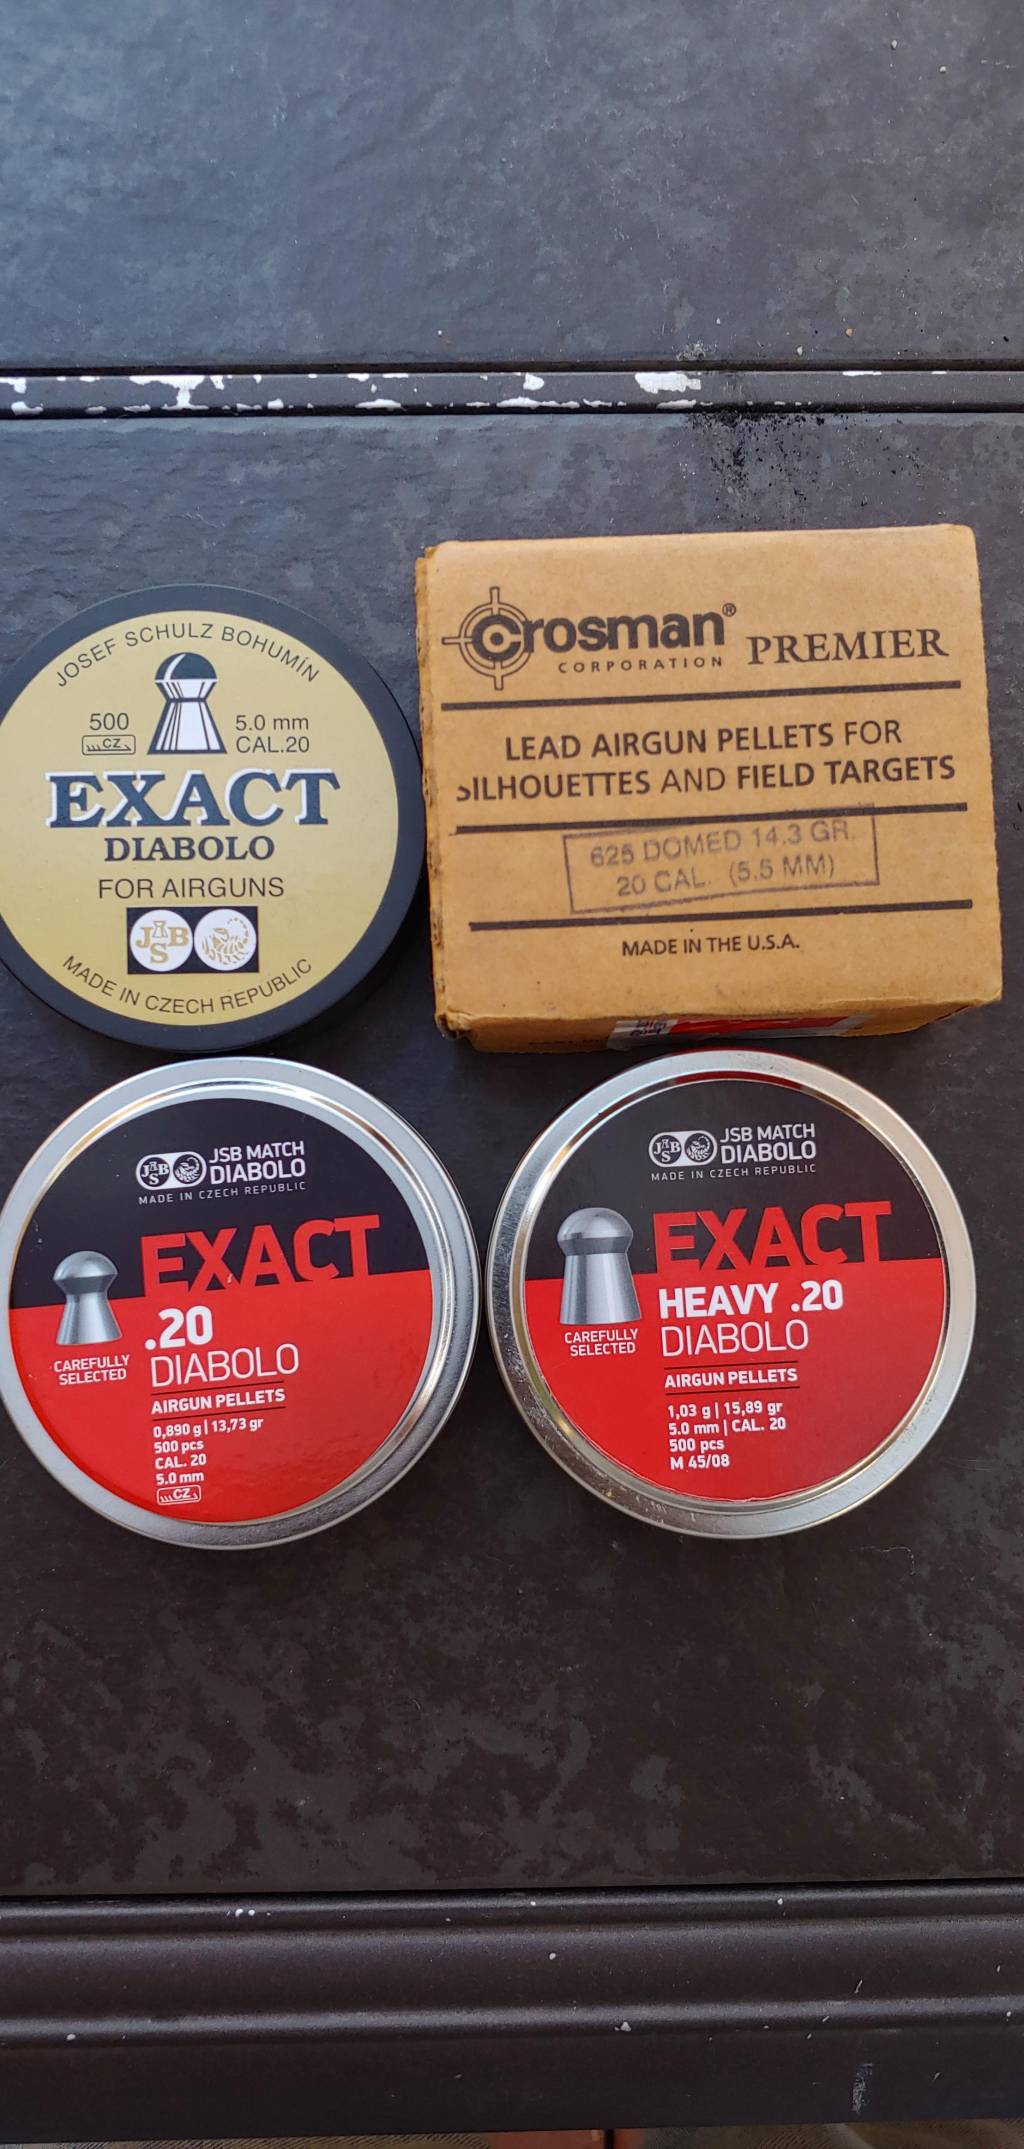 JOSEF SCHULZ BOHUMÍN
500
CZ
5.0 mm
CAL.20
EXACT
DIABOLO
FOR AIRGUNS
JSB
MADE IN CZECH REPUBLIC
Crosman®
CORPORATION
PREMIER
LEAD AIRGUN PELLETS FOR
SILHOUETTES AND FIELD TARGETS
625 DOMED 14.3 GR.
20 CAL. (5.5 MM)
MADE IN THE U.S.A.
JSB
JSB MATCH
DIABOLO
MADE IN CZECH REPUBLIC
EXACT
.20
DIABOLO
CAREFULLY
SELECTED
AIRGUN PELLETS
0,890 g | 13,73 gr
500 pcs
CAL. 20
5.0 mm
CZ
JSB
JSB MATCH
DIABOLO
MADE IN CZECH REPUBLIC
EXACT
HEAVY .20
DIABOLO
CAREFULLY
SELECTED
AIRGUN PELLETS
1,03 g | 15,89 gr
5.0 mm | CAL. 20
500 pcs
M 45/08